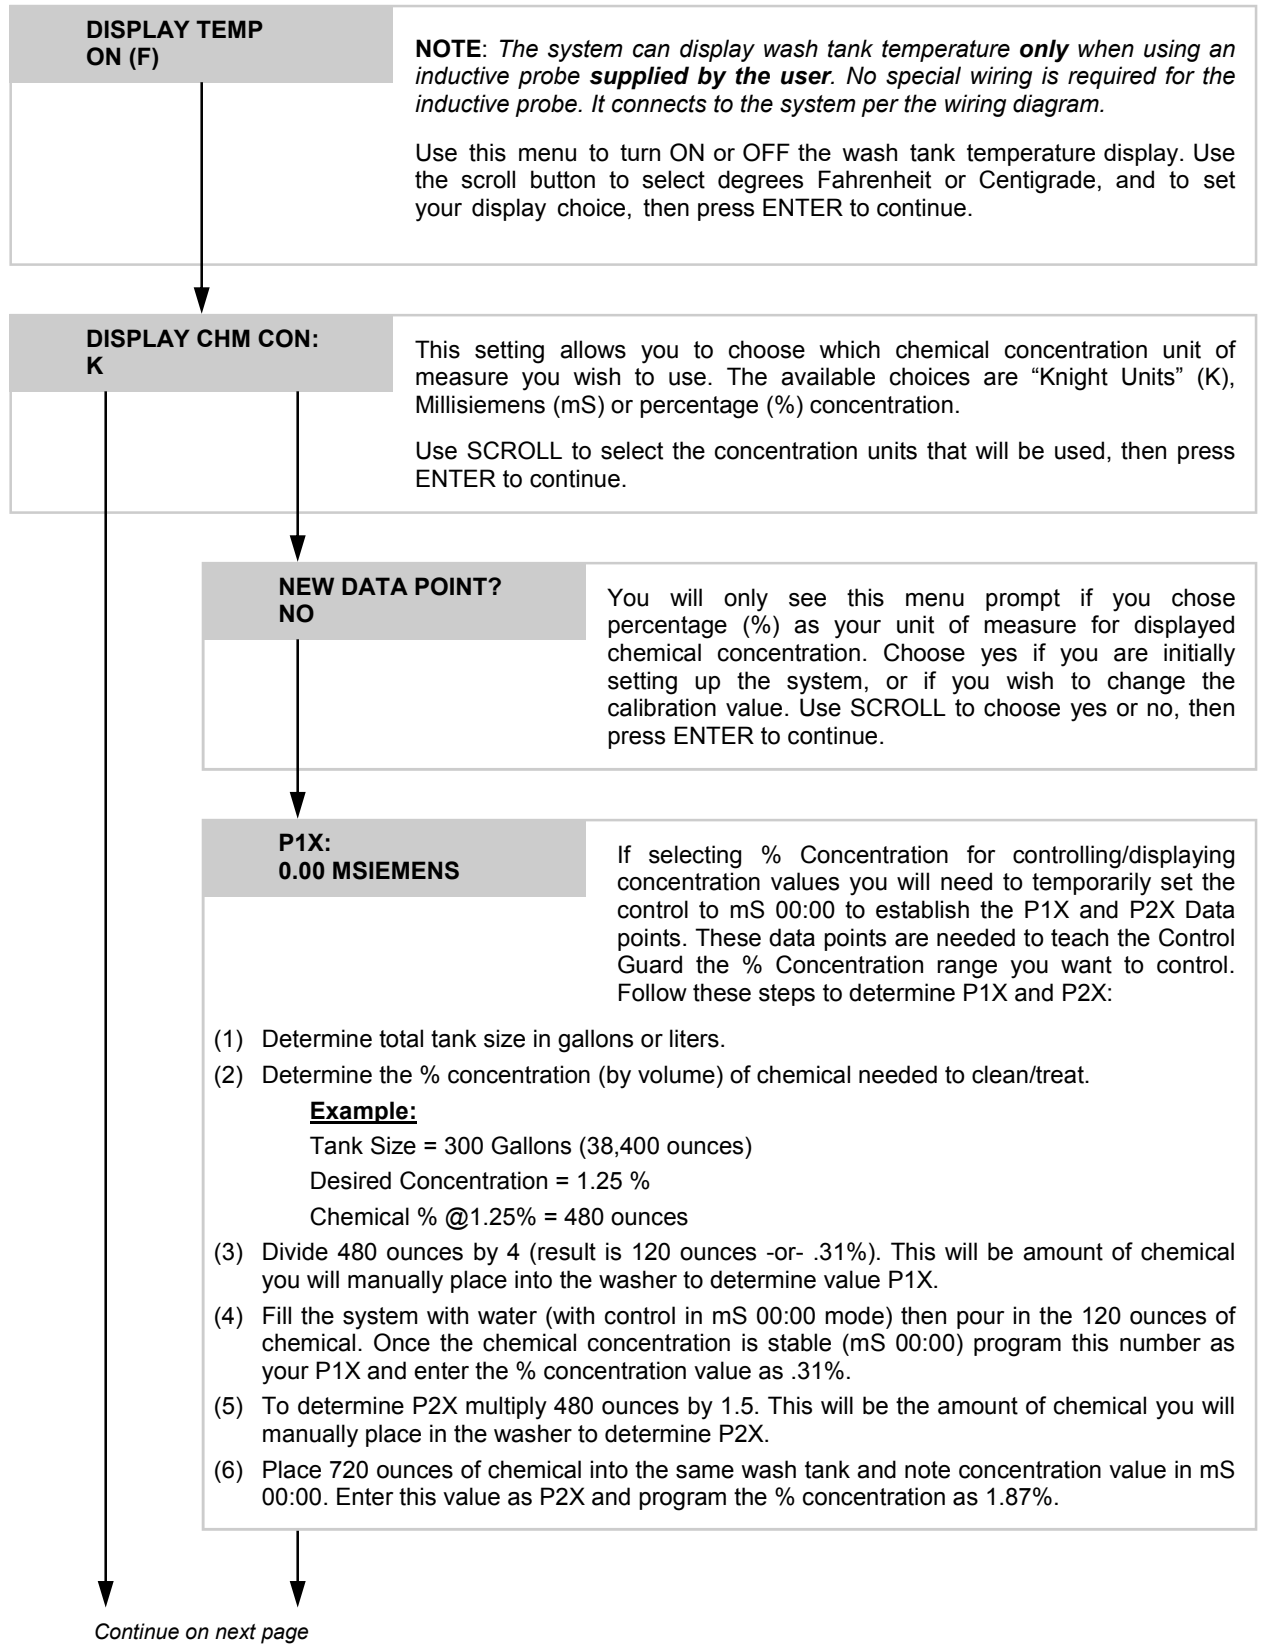 DISPLAY TEMP
ON (F)
NOTE: The system can display wash tank temperature only when using an
inductive probe supplied by the user. No special wiring is required for the
inductive probe. It connects to the system per the wiring diagram.
Use this menu to turn ON or OFF the wash tank temperature display. Use
the scroll button to select degrees Fahrenheit or Centigrade, and to set
your display choice, then press ENTER to continue.
DISPLAY CHM CON:
K
This setting allows you to choose which chemical concentration unit of
measure you wish to use. The available choices are “Knight Units” (K),
Millisiemens (mS) or percentage (%) concentration.
Use SCROLL to select the concentration units that will be used, then press
ENTER to continue.
NEW DATA POINT?
NO
You will only see this menu prompt if you chose
percentage (%) as your unit of measure for displayed
chemical concentration. Choose yes if you are initially
setting up the system, or if you wish to change the
calibration value. Use SCROLL to choose yes or no, then
press ENTER to continue.
P1X:
0.00 MSIEMENS
If selecting % Concentration for controlling/displaying
concentration values you will need to temporarily set the
control to mS 00:00 to establish the P1X and P2X Data
points. These data points are needed to teach the Control
Guard the % Concentration range you want to control.
Follow these steps to determine P1X and P2X:
(1) Determine total tank size in gallons or liters.
(2) Determine the % concentration (by volume) of chemical needed to clean/treat.
Example:
Tank Size = 300 Gallons (38,400 ounces)
Desired Concentration = 1.25 %
Chemical % @1.25% = 480 ounces
(3) Divide 480 ounces by 4 (result is 120 ounces -or- .31%). This will be amount of chemical
you will manually place into the washer to determine value P1X.
(4) Fill the system with water (with control in mS 00:00 mode) then pour in the 120 ounces of
chemical. Once the chemical concentration is stable (mS 00:00) program this number as
your P1X and enter the % concentration value as .31%.
(5) To determine P2X multiply 480 ounces by 1.5. This will be the amount of chemical you will
manually place in the washer to determine P2X.
(6) Place 720 ounces of chemical into the same wash tank and note concentration value in mS
00:00. Enter this value as P2X and program the % concentration as 1.87%.
Continue on next page